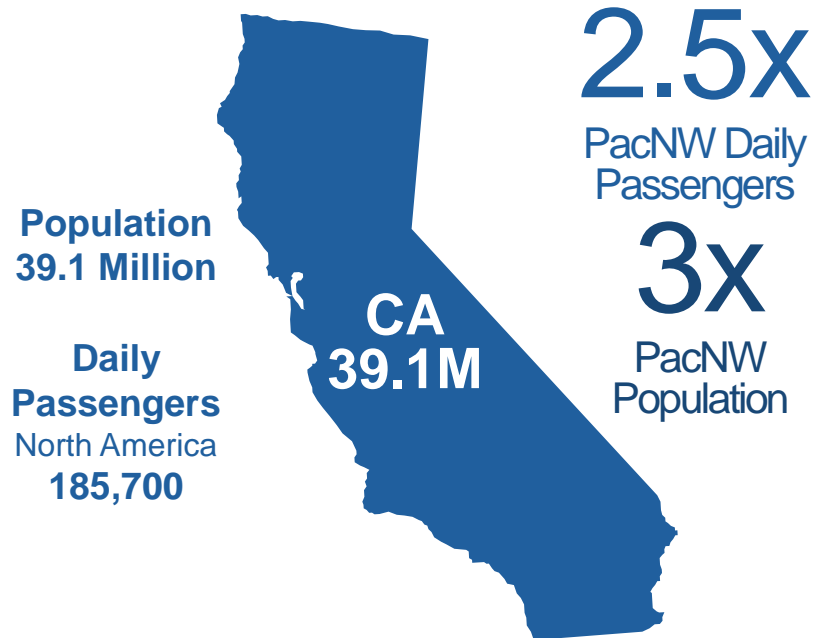 Population
39.1 Million
Daily
Passengers
North America
185,700
CA
39.1M
2.5x
PacNW Daily
Passengers
3x
PacNW
Population